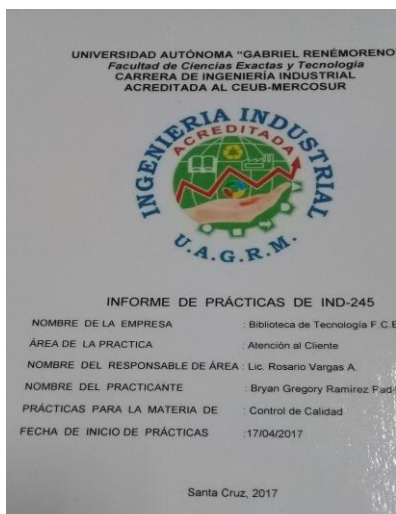 UNIVERSIDAD AUTÓNOMA "GABRIEL RENÉMORENO
Facultad de Ciencias Exactas y Tecnología
CARRERA DE INGENIERÍA INDUSTRIAL
ACREDITADA AL CEUB-MERCOSUR
INGENIERIA INDUSTRIAL
ACREDITADA
U.A.G.R.M.
INFORME DE PRÁCTICAS DE IND-245
NOMBRE DE LA EMPRESA : Biblioteca de Tecnología F.C.E
ÁREA DE LA PRACTICA : Atención al Cliente
NOMBRE DEL RESPONSABLE DE ÁREA : Lic. Rosario Vargas A.
NOMBRE DEL PRACTICANTE : Bryan Gregory Ramírez
PRÁCTICAS PARA LA MATERIA DE : Control de Calidad
FECHA DE INICIO DE PRÁCTICAS :17/04/2017
Santa Cruz, 2017